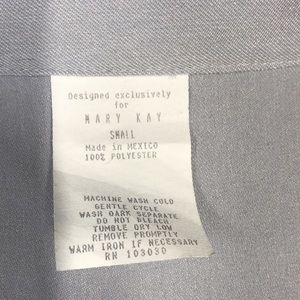 Designed exclusively
for
MARY KAY
SMALL
Made in MEXICO
100% POLYESTER
MACHINE WASH COLD
GENTLE CYCLE
WASH DARK SEPARATE
DO NOT BLEACH
TUMBLE DRY LOW
REMOVE PROMPTLY
WARM IRON IF NECESSARY
RN 103030